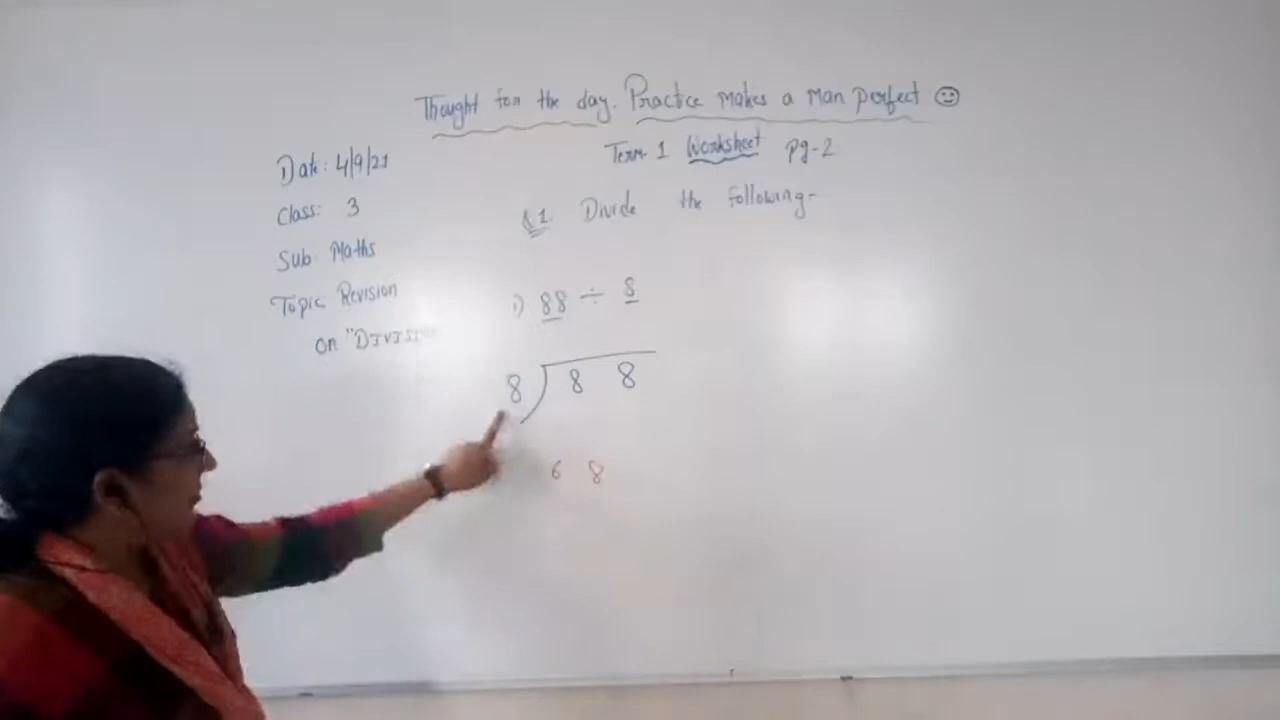 Thought for the day. Practice makes a Man perfect ☺
Term 1 Worksheet pg-2
Date: 4/9/21
Class: 3
Sub: Maths
Topic Revision
on "DIVISION
Q1. Divide the following-
i) 88 ÷ 8
8 ) 8 8
6 8